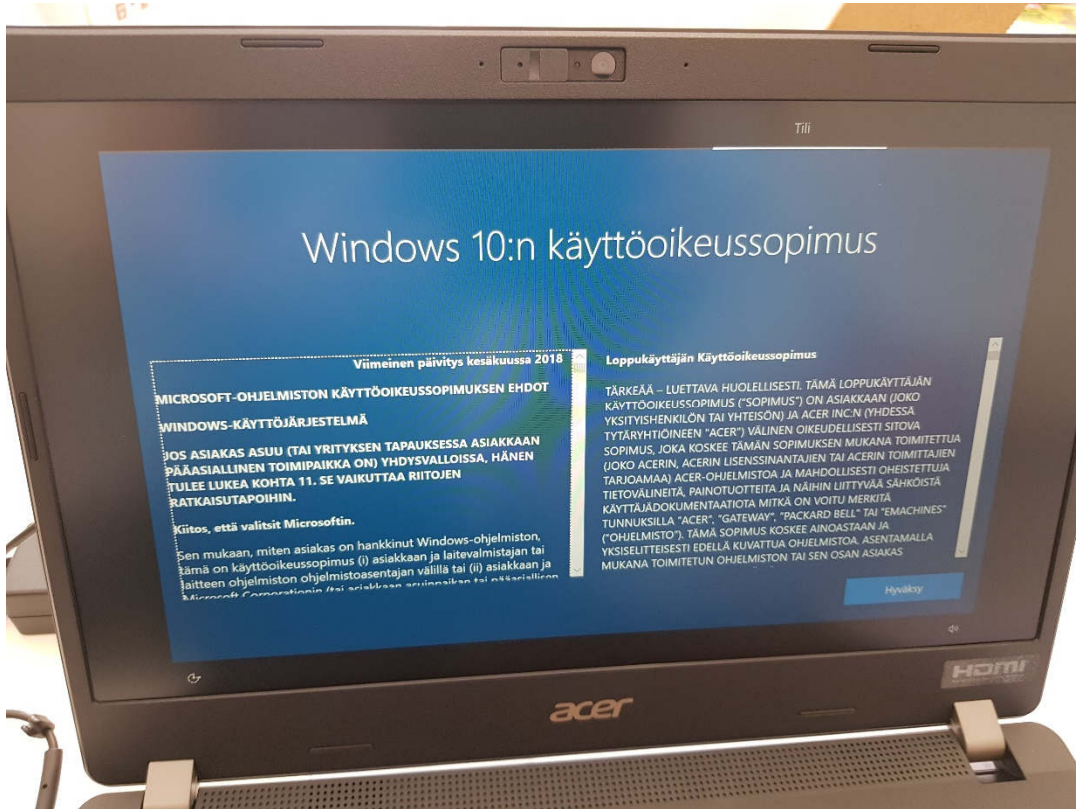 Tili
Windows 10:n käyttöoikeussopimus
Viimeinen päivitys kesäkuussa 2018
MICROSOFT-OHJELMISTON KÄYTTÖOIKEUSSOPIMUKSEN EHDOT
WINDOWS-KÄYTTÖJÄRJESTELMÄ
JOS ASIAKAS ASUU (TAI YRITYKSEN TAPAUKSESSA ASIAKKAAN
PÄÄASIALLINEN TOIMIPAIKKA ON) YHDYSVALLOISSA, HÄNEN
TULEE LUKEA KOHTA 11. SE VAIKUTTAA RIITOJEN
RATKAISUTAPOIHIN.
Kiitos, että valitsit Microsoftin.
Sen mukaan, miten asiakas on hankkinut Windows-ohjelmiston,
tämä on käyttöoikeussopimus (i) asiakkaan ja laitevalmistajan tai
laitteen ohjelmiston ohjelmistoasentajan välillä tai (ii) asiakkaan ja
Microsoft Corporationin (tai asiakkaan asuinpaikan tai pääasiallisen
Loppukäyttäjän Käyttöoikeussopimus
TÄRKEÄÄ – LUETTAVA HUOLELLISESTI. TÄMÄ LOPPUKÄYTTÄJÄN
KÄYTTÖOIKEUSSOPIMUS ("SOPIMUS") ON ASIAKKAAN (JOKO
YKSITYISHENKILÖN TAI YHTEISÖN) JA ACER INC:N (YHDESSÄ
TYTÄRYHTIÖINEEN "ACER") VÄLINEN OIKEUDELLISESTI SITOVA
SOPIMUS, JOKA KOSKEE TÄMÄN SOPIMUKSEN MUKANA TOIMITETTUA
(JOKO ACERIN, ACERIN LISENSSINANTAJIEN TAI ACERIN TOIMITTAJIEN
TARJOAMAA) ACER-OHJELMISTOA JA MAHDOLLISESTI OHEISTETTUJA
TIETOVÄLINEITÄ, PAINOTUOTTEITA JA NÄIHIN LIITTYVÄÄ SÄHKÖISTÄ
KÄYTTÄJÄDOKUMENTAATIOTA MITKÄ ON VOITU MERKITÄ
TUNNUKSILLA "ACER", "GATEWAY", "PACKARD BELL" TAI "EMACHINES"
("OHJELMISTO"). TÄMÄ SOPIMUS KOSKEE AINOASTAAN JA
YKSISELITTEISESTI EDELLÄ KUVATTUA OHJELMISTOA. ASENTAMALLA
MUKANA TOIMITETUN OHJELMISTON TAI SEN OSAN ASIAKAS
Hyväksy
HDMI
acer